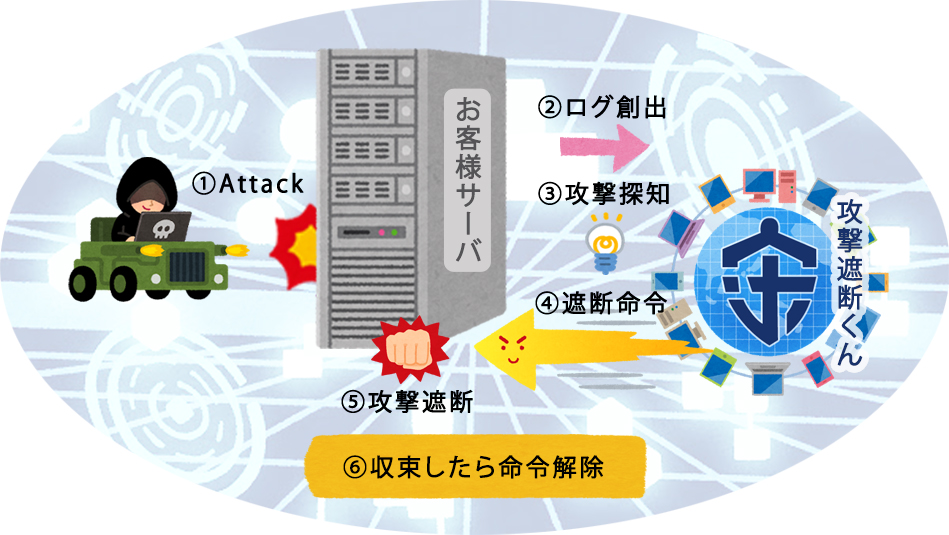 ①Attack
お客様サーバ
②ログ創出
③攻撃探知
④遮断命令
攻撃遮断くん
⑤攻撃遮断
⑥収束したら命令解除